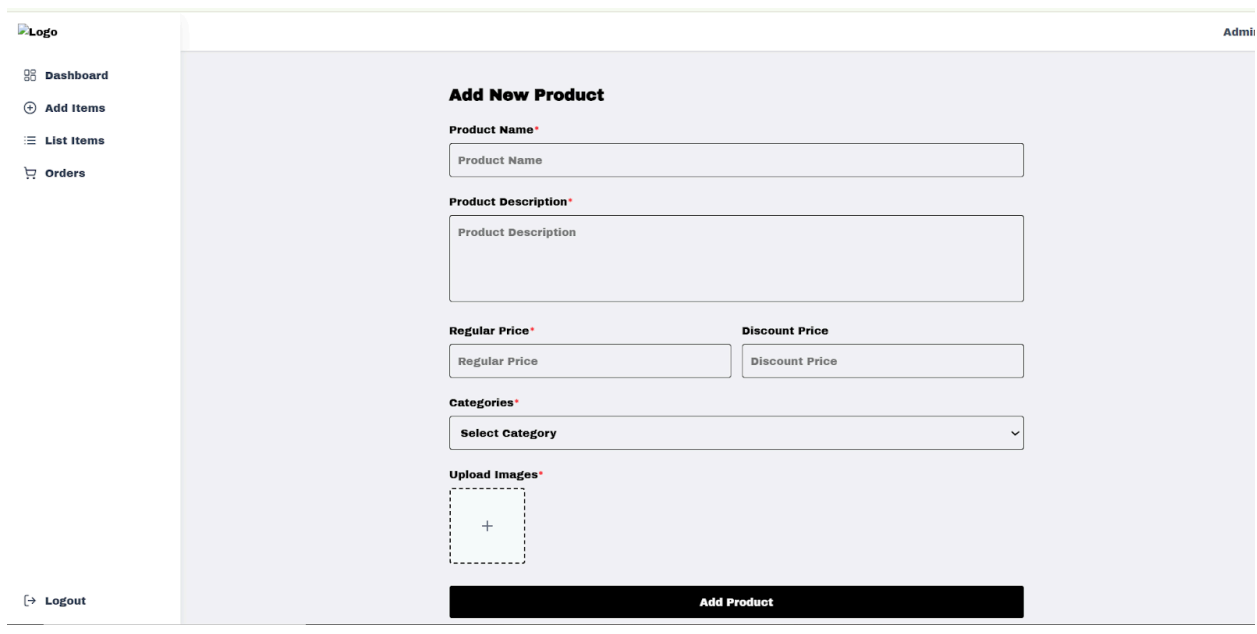 Logo
Admin
Dashboard
Add Items
List Items
Orders
Logout
Add New Product
Product Name*
Product Name
Product Description*
Product Description
Regular Price* Discount Price
Regular Price Discount Price
Categories*
Select Category
Upload Images*
+
Add Product